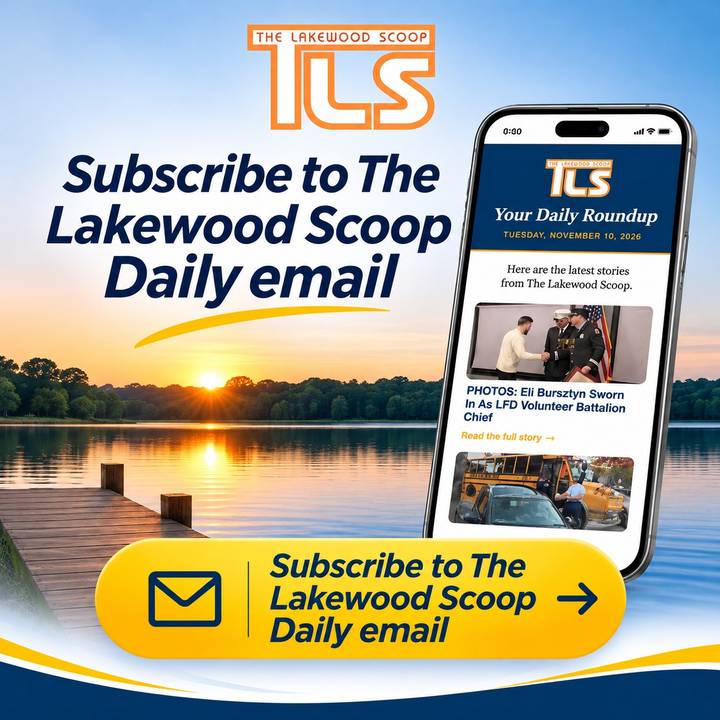 THE LAKEWOOD SCOOP
TLS
Subscribe to The
Lakewood Scoop
Daily email
0:00
THE LAKEWOOD SCOOP
TLS
Your Daily Roundup
TUESDAY, NOVEMBER 10, 2026
Here are the latest stories
from The Lakewood Scoop.
PHOTOS: Eli Bursztyn Sworn
In As LFD Volunteer Battalion
Chief
Read the full story →
Subscribe to The
Lakewood Scoop
Daily email